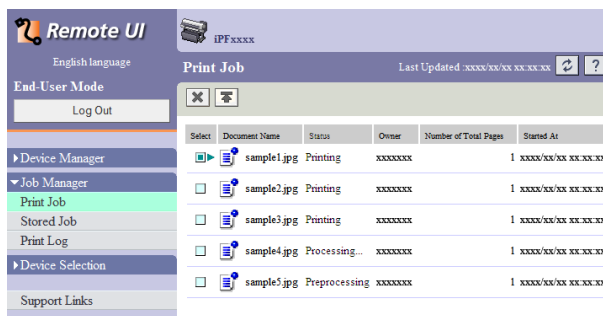 Remote UI
English language
End-User Mode
Log Out
Device Manager
Job Manager
Print Job
Stored Job
Print Log
Device Selection
Support Links
iPFxxxx
Print Job Last Updated :xxxx/xx/xx xx:xx:xx ?
Select Document Name Status Owner Number of Total Pages Started At
sample1.jpg Printing xxxxxxx 1 xxxx/xx/xx xx:xx:xx
sample2.jpg Printing xxxxxxx 1 xxxx/xx/xx xx:xx:xx
sample3.jpg Printing xxxxxxx 1 xxxx/xx/xx xx:xx:xx
sample4.jpg Processing... xxxxxxx 1 xxxx/xx/xx xx:xx:xx
sample5.jpg Preprocessing xxxxxxx 1 xxxx/xx/xx xx:xx:xx